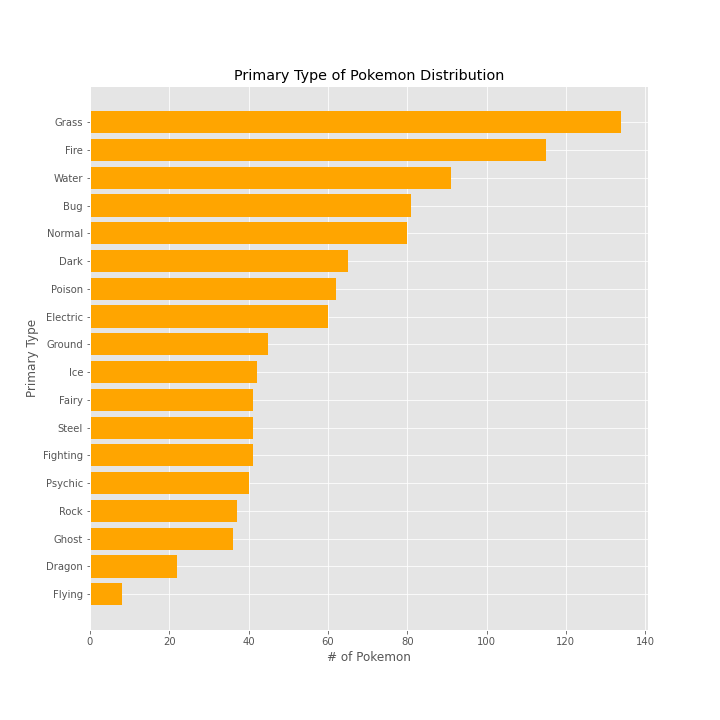 Primary Type of Pokemon Distribution
Primary Type
Grass
Fire
Water
Bug
Normal
Dark
Poison
Electric
Ground
Ice
Fairy
Steel
Fighting
Psychic
Rock
Ghost
Dragon
Flying
0 20 40 60 80 100 120 140
# of Pokemon